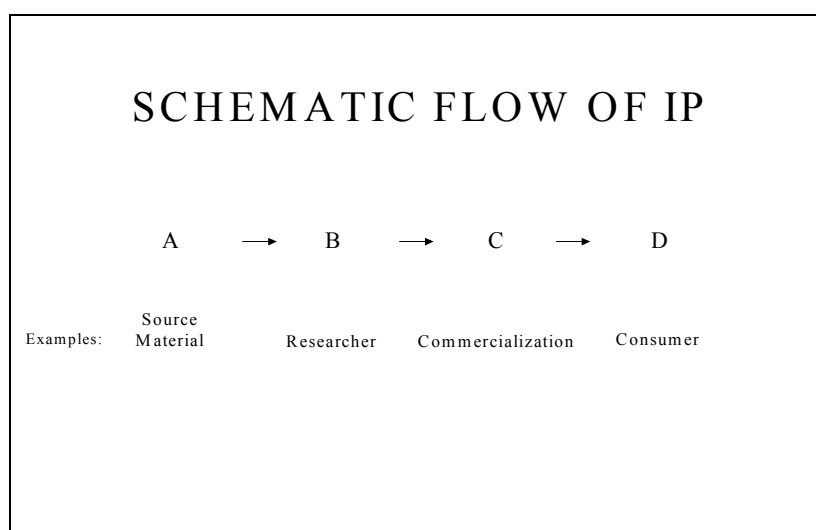 SCHEMATIC FLOW OF IP
A → B → C → D
Source
Examples: Material Researcher Commercialization Consumer